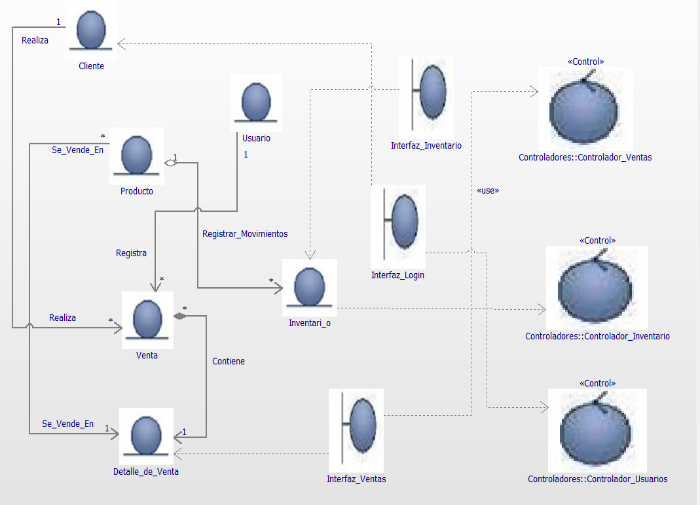 1
Realiza
Cliente
«Control»
Controladores::Controlador_Ventas
Interfaz_Inventario
Usuario
1
*
Se_Vende_En
1
Producto
«use»
Registrar_Movimientos
Registra
Interfaz_Login
«Control»
Controladores::Controlador_Inventario
*
*
Inventari_o
*
Realiza
*
Venta
Contiene
«Control»
Controladores::Controlador_Usuarios
Se_Vende_En
1
1
Detalle_de_Venta
Interfaz_Ventas